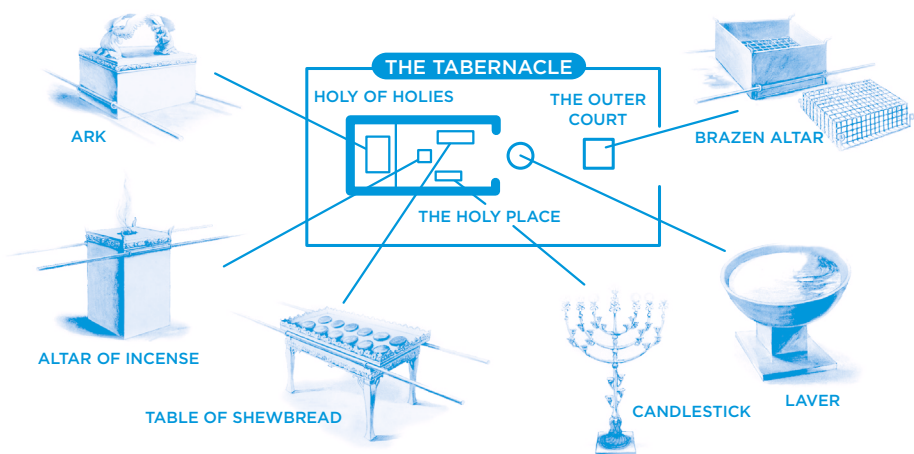 THE TABERNACLE
HOLY OF HOLIES
THE OUTER
COURT
ARK
BRAZEN ALTAR
THE HOLY PLACE
ALTAR OF INCENSE
TABLE OF SHEWBREAD
CANDLESTICK
LAVER